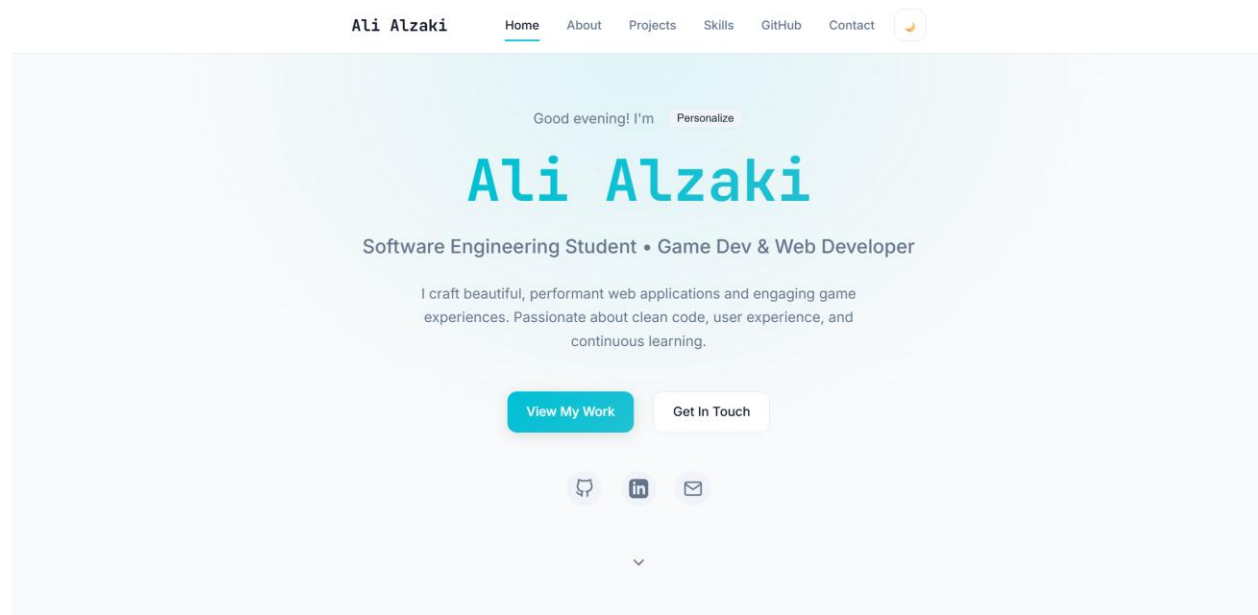 Ali Alzaki Home About Projects Skills GitHub Contact
Good evening! I'm Personalize
Ali Alzaki
Software Engineering Student • Game Dev & Web Developer
I craft beautiful, performant web applications and engaging game
experiences. Passionate about clean code, user experience, and
continuous learning.
View My Work Get In Touch
in